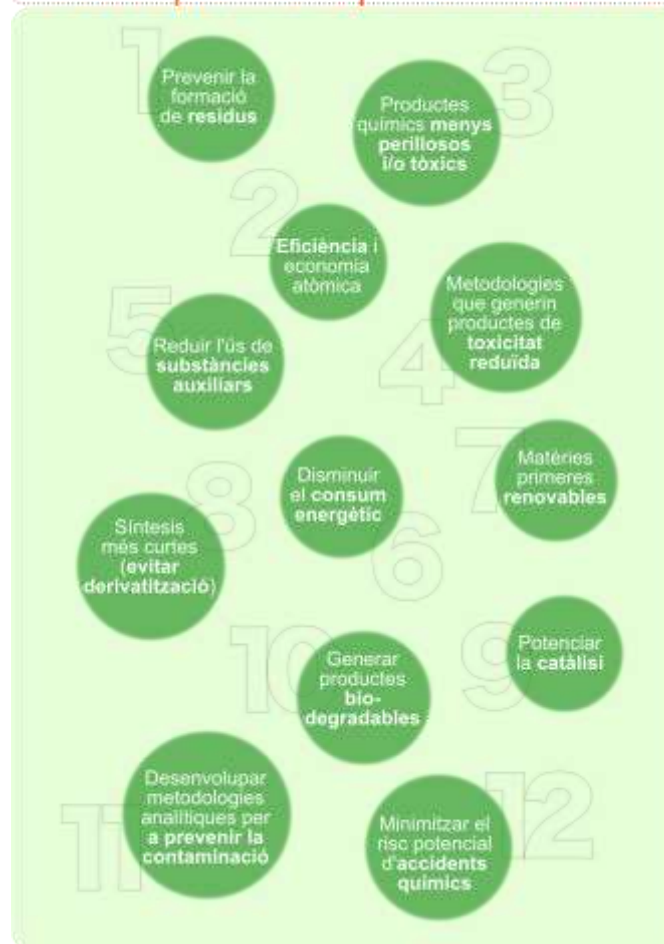 1
Prevenir la
formació
de residus
3
Productes
químics menys
perillosos
i/o tòxics
2
Eficiència i
economia
atòmica
4
Metodologies
que generin
productes de
toxicitat
reduïda
5
Reduir l'ús de
substàncies
auxiliars
6
Disminuir
el consum
energètic
7
Matèries
primeres
renovables
8
Síntesis
més curtes
(evitar
derivatització)
9
Potenciar
la catàlisi
10
Generar
productes
bio-
degradables
11
Desenvolupar
metodologies
analítiques per
a prevenir la
contaminació
12
Minimitzar el
risc potencial
d'accidents
químics